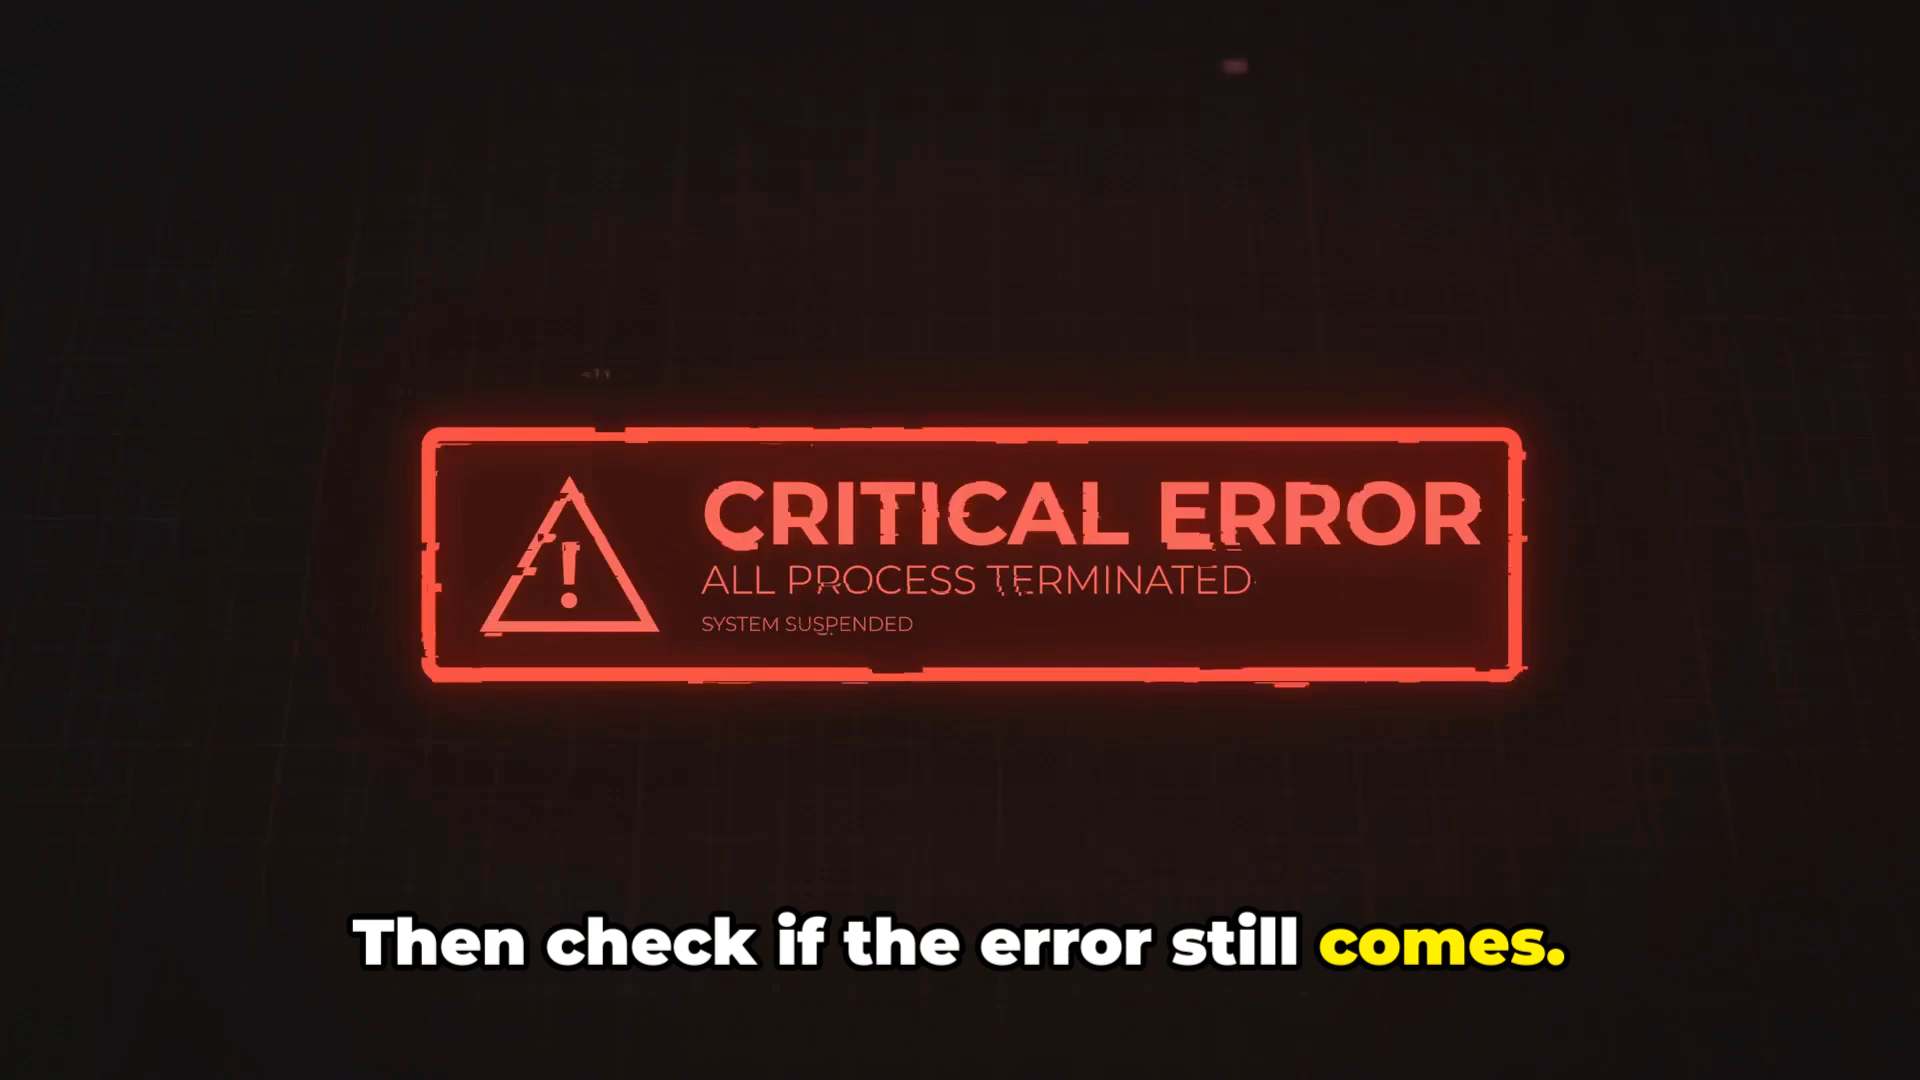 CRITICAL ERROR
ALL PROCESS TERMINATED
SYSTEM SUSPENDED
Then check if the error still comes.